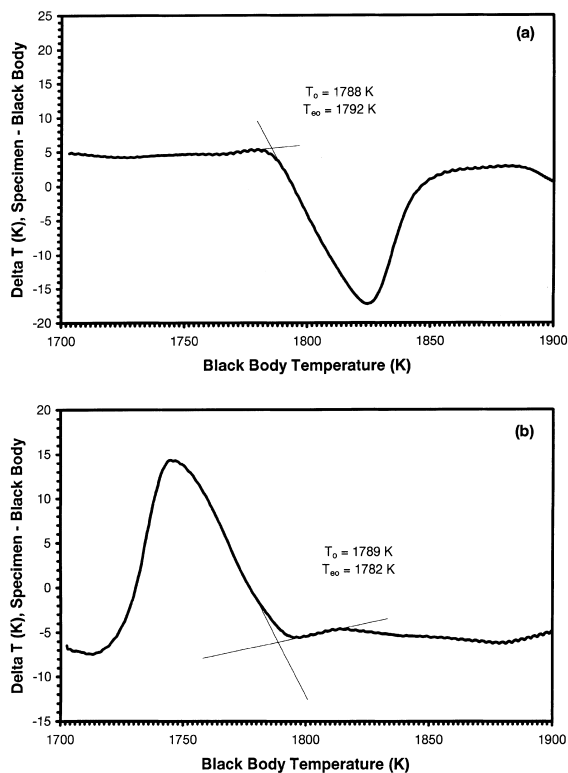 (a)
25
20
15
10
5
0
-5
-10
-15
-20
Delta T (K), Specimen - Black Body
To = 1788 K
Teo = 1792 K
1700 1750 1800 1850 1900
Black Body Temperature (K)
(b)
20
15
10
5
0
-5
-10
-15
Delta T (K), Specimen - Black Body
To = 1789 K
Teo = 1782 K
1700 1750 1800 1850 1900
Black Body Temperature (K)